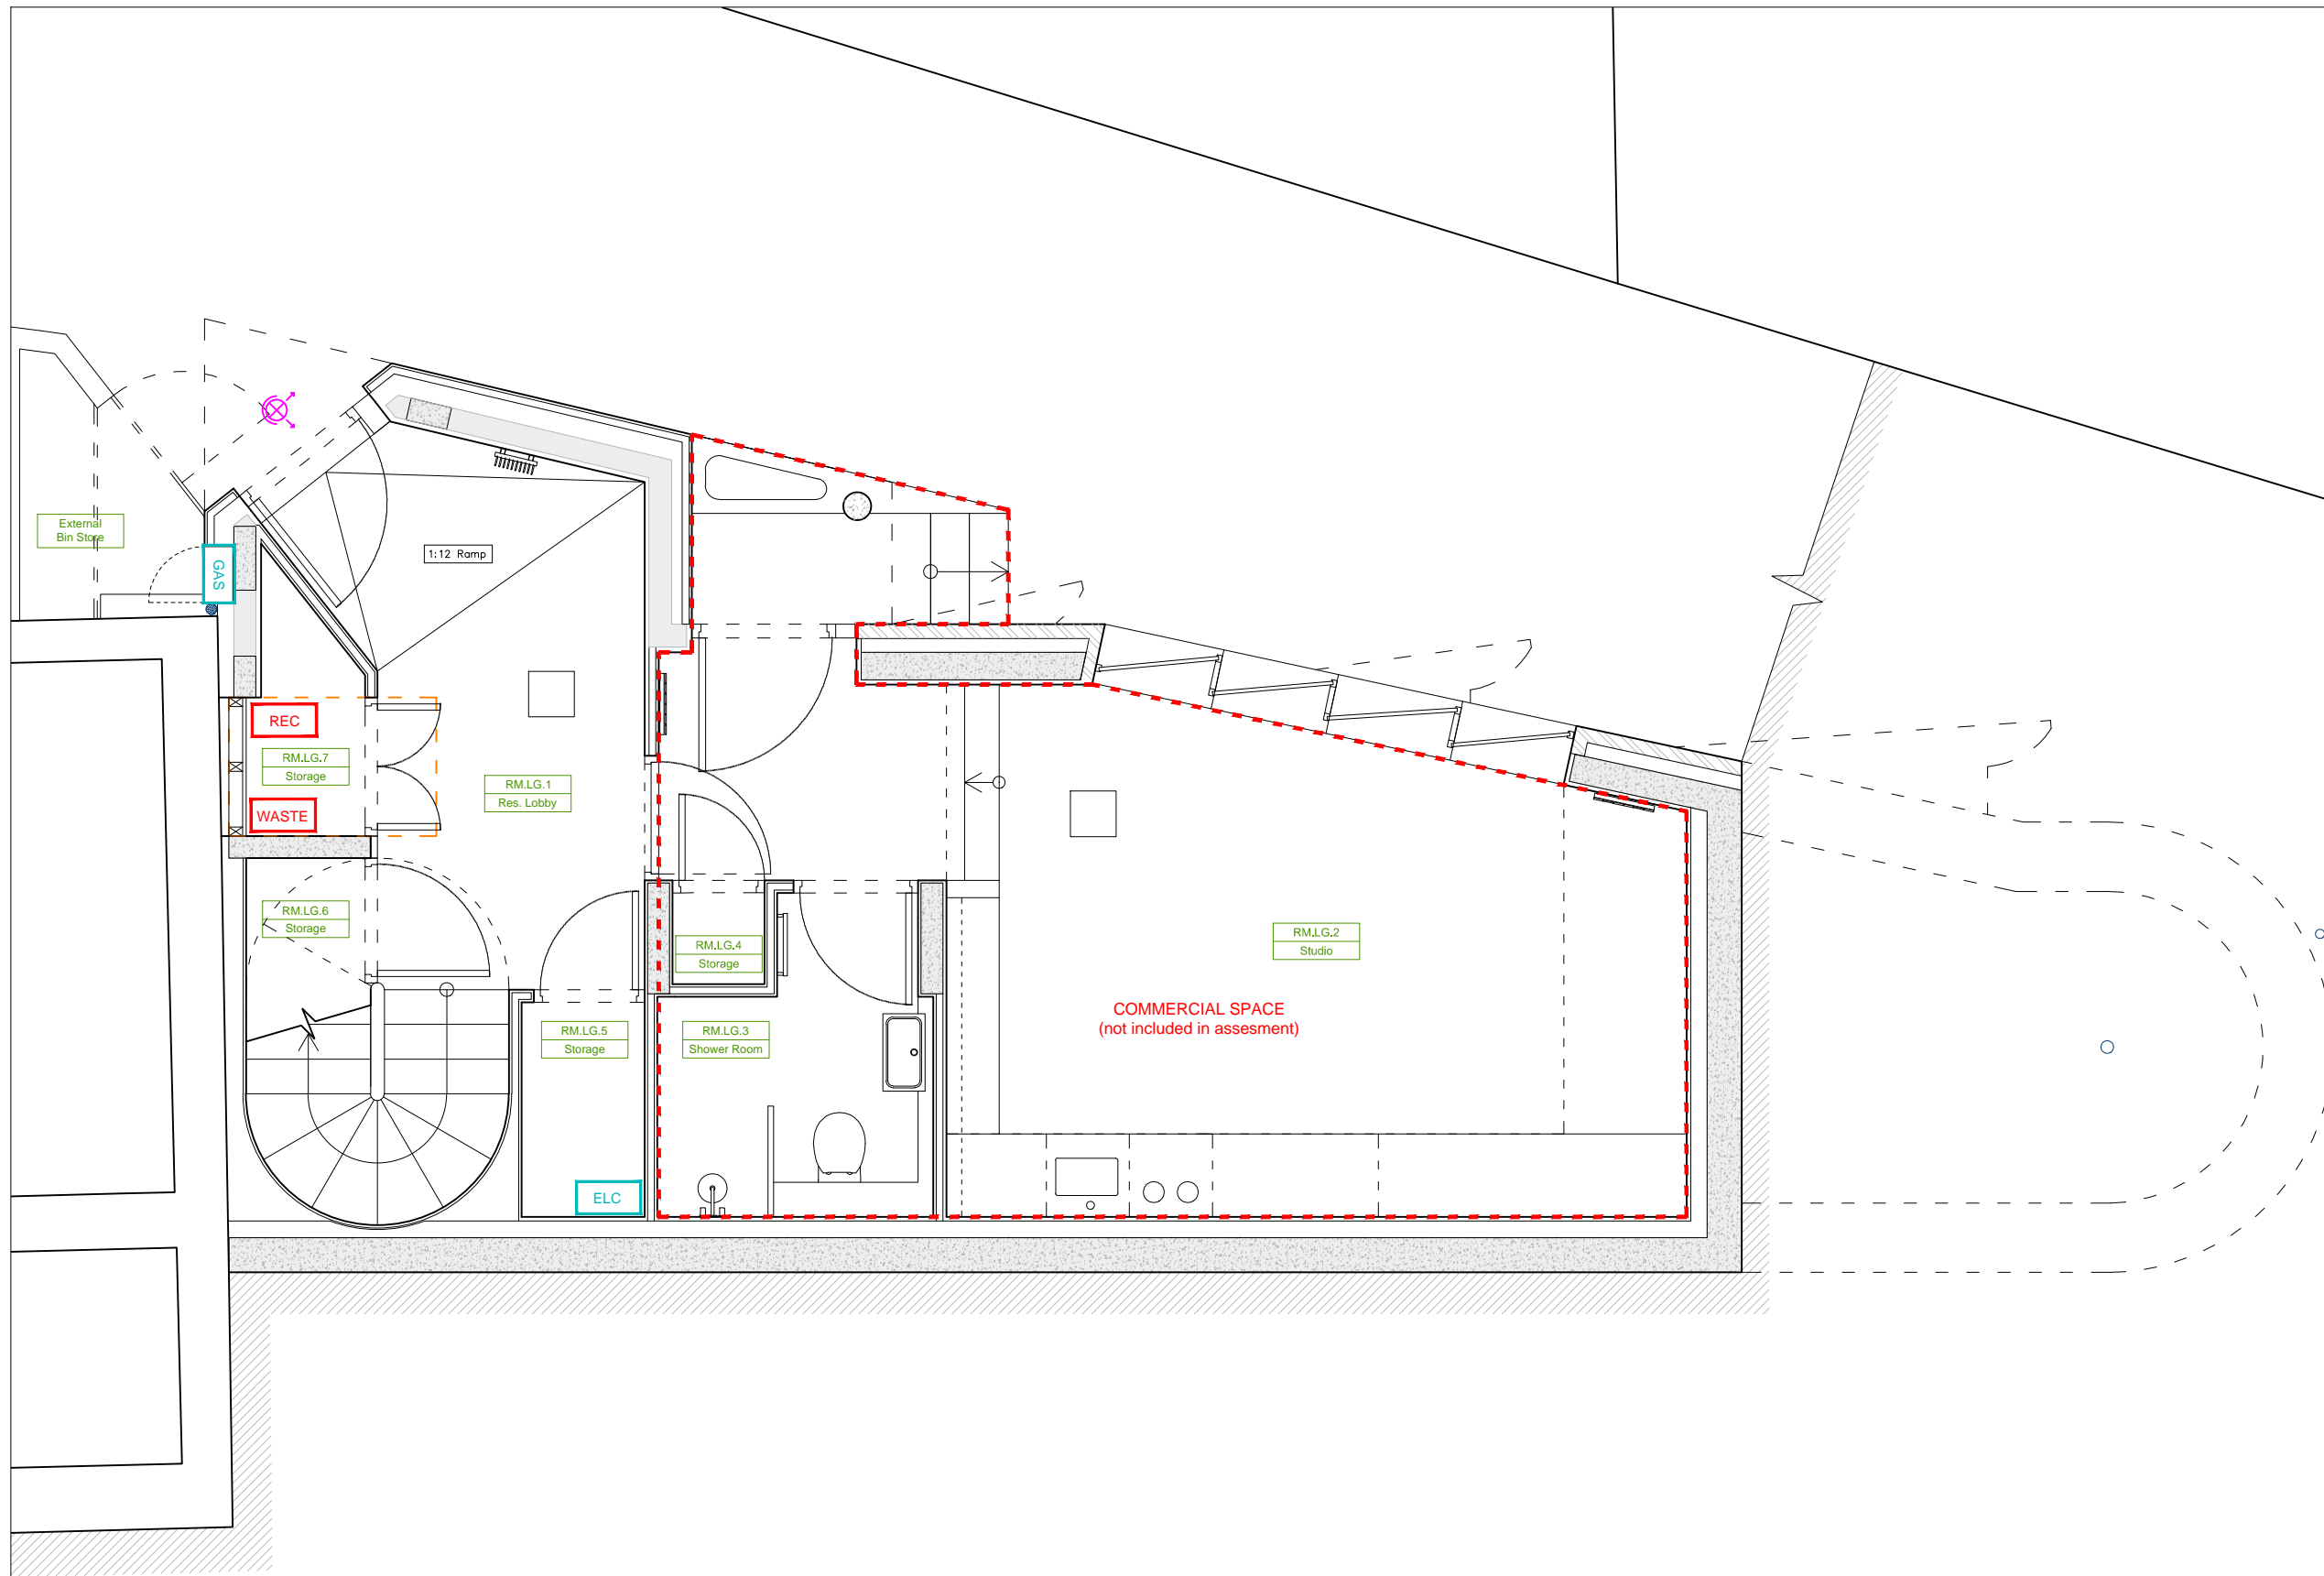 External
Bin Store
GAS
1:12 Ramp
REC
RM.LG.7
Storage
WASTE
RM.LG.1
Res. Lobby
RM.LG.6
Storage
RM.LG.4
Storage
RM.LG.2
Studio
COMMERCIAL SPACE
(not included in assesment)
RM.LG.5
Storage
RM.LG.3
Shower Room
ELC